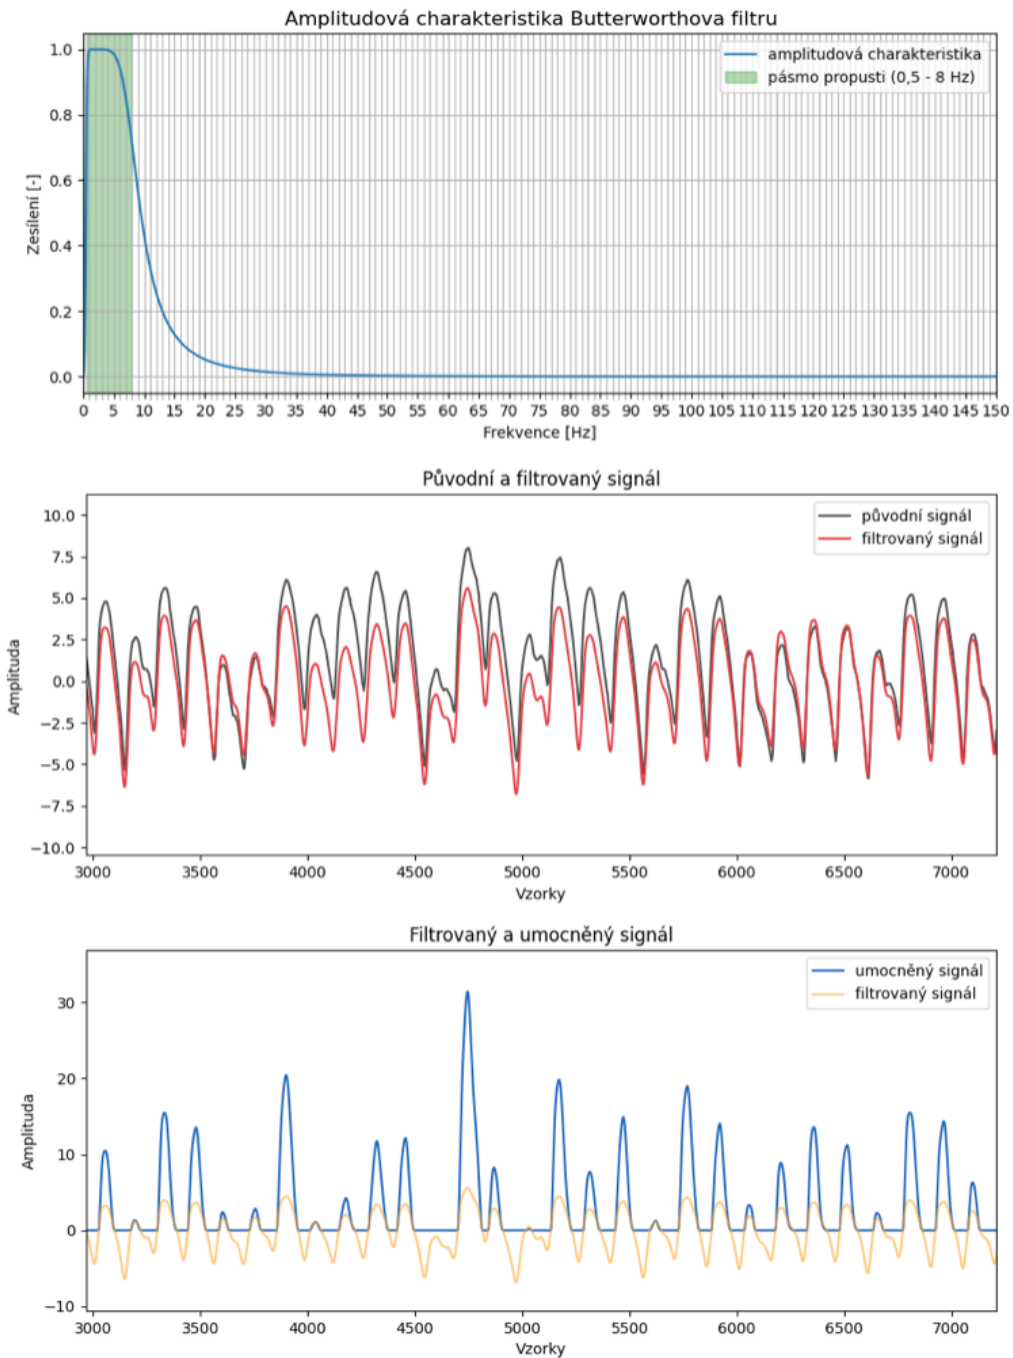 Amplitudová charakteristika Butterworthova filtru
amplitudová charakteristika
pásmo propusti (0,5 - 8 Hz)
1.0
0.8
0.6
0.4
0.2
0.0
Zesílení [-]
0 5 10 15 20 25 30 35 40 45 50 55 60 65 70 75 80 85 90 95 100 105 110 115 120 125 130 135 140 145 150
Frekvence [Hz]
Původní a filtrovaný signál
původní signál
filtrovaný signál
10.0
7.5
5.0
2.5
0.0
−2.5
−5.0
−7.5
−10.0
Amplituda
3000 3500 4000 4500 5000 5500 6000 6500 7000
Vzorky
Filtrovaný a umocněný signál
umocněný signál
filtrovaný signál
30
20
10
0
−10
Amplituda
3000 3500 4000 4500 5000 5500 6000 6500 7000
Vzorky